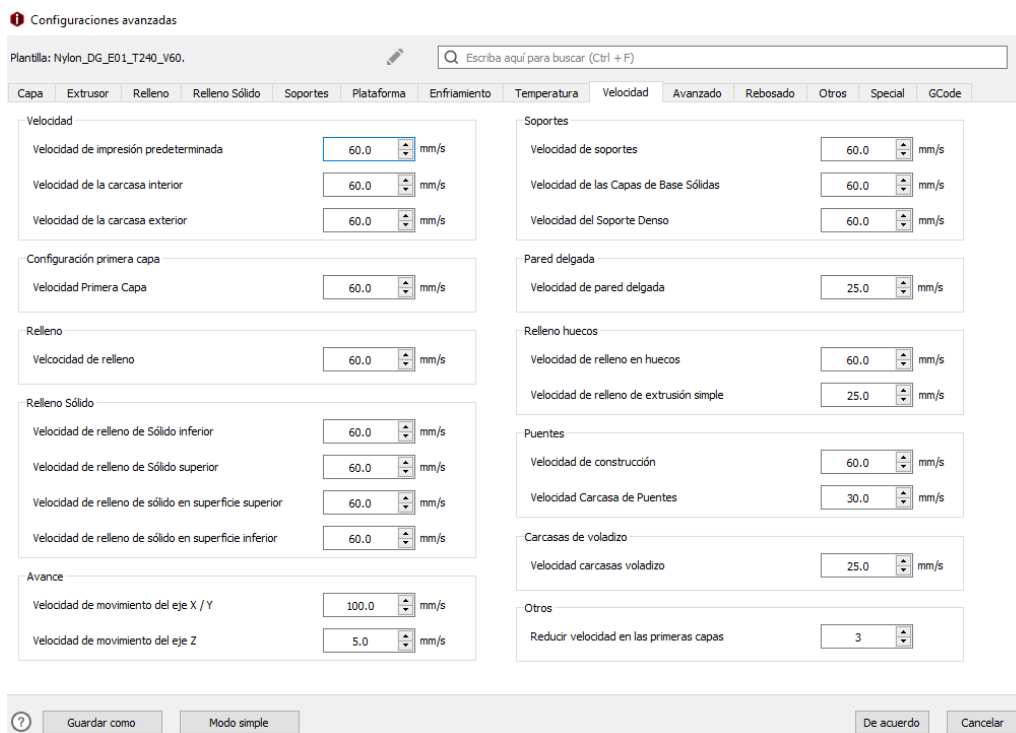 Configuraciones avanzadas
Plantilla: Nylon_DG_E01_T240_V60.
Escriba aquí para buscar (Ctrl + F)
Capa Extrusor Relleno Relleno Sólido Soportes Plataforma Enfriamiento Temperatura Velocidad Avanzado Rebosado Otros Special GCode
Velocidad
Velocidad de impresión predeterminada 60.0 mm/s
Velocidad de la carcasa interior 60.0 mm/s
Velocidad de la carcasa exterior 60.0 mm/s
Configuración primera capa
Velocidad Primera Capa 60.0 mm/s
Relleno
Velcocidad de relleno 60.0 mm/s
Relleno Sólido
Velocidad de relleno de Sólido inferior 60.0 mm/s
Velocidad de relleno de Sólido superior 60.0 mm/s
Velocidad de relleno de sólido en superficie superior 60.0 mm/s
Velocidad de relleno de sólido en superficie inferior 60.0 mm/s
Avance
Velocidad de movimiento del eje X / Y 100.0 mm/s
Velocidad de movimiento del eje Z 5.0 mm/s
Soportes
Velocidad de soportes 60.0 mm/s
Velocidad de las Capas de Base Sólidas 60.0 mm/s
Velocidad del Soporte Denso 60.0 mm/s
Pared delgada
Velocidad de pared delgada 25.0 mm/s
Relleno huecos
Velocidad de relleno en huecos 60.0 mm/s
Velocidad de relleno de extrusión simple 25.0 mm/s
Puentes
Velocidad de construcción 60.0 mm/s
Velocidad Carcasa de Puentes 30.0 mm/s
Carcasas de voladizo
Velocidad carcasas voladizo 25.0 mm/s
Otros
Reducir velocidad en las primeras capas 3
? Guardar como Modo simple De acuerdo Cancelar